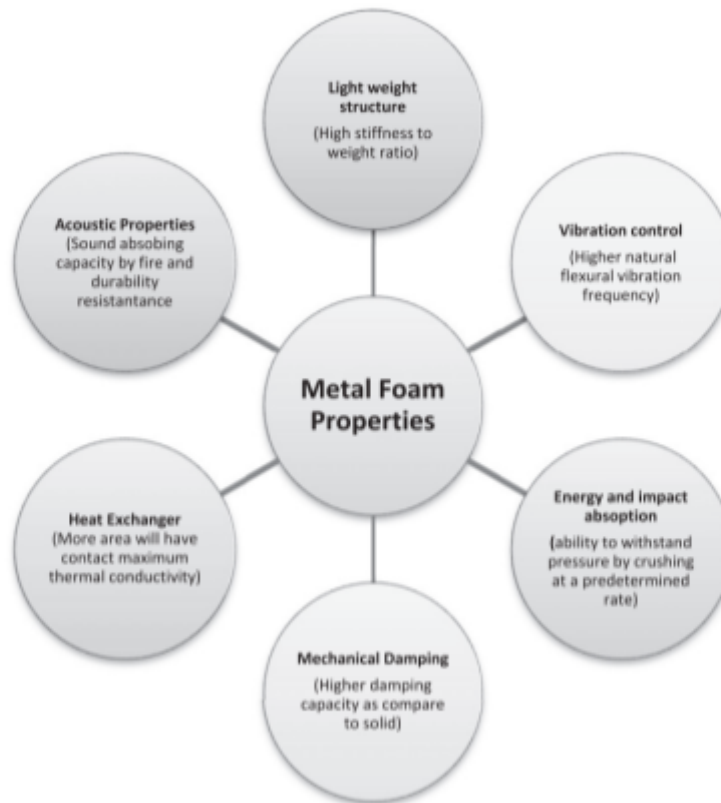 Light weight
structure
(High stiffness to
weight ratio)
Acoustic Properties
(Sound absobing
capacity by fire and
durability
resistantance
Vibration control
(Higher natural
flexural vibration
frequency)
Metal Foam
Properties
Heat Exchanger
(More area will have
contact maximum
thermal conductivity)
Energy and impact
absoption
(ability to withstand
pressure by crushing
at a predetermined
rate)
Mechanical Damping
(Higher damping
capacity as compare
to solid)